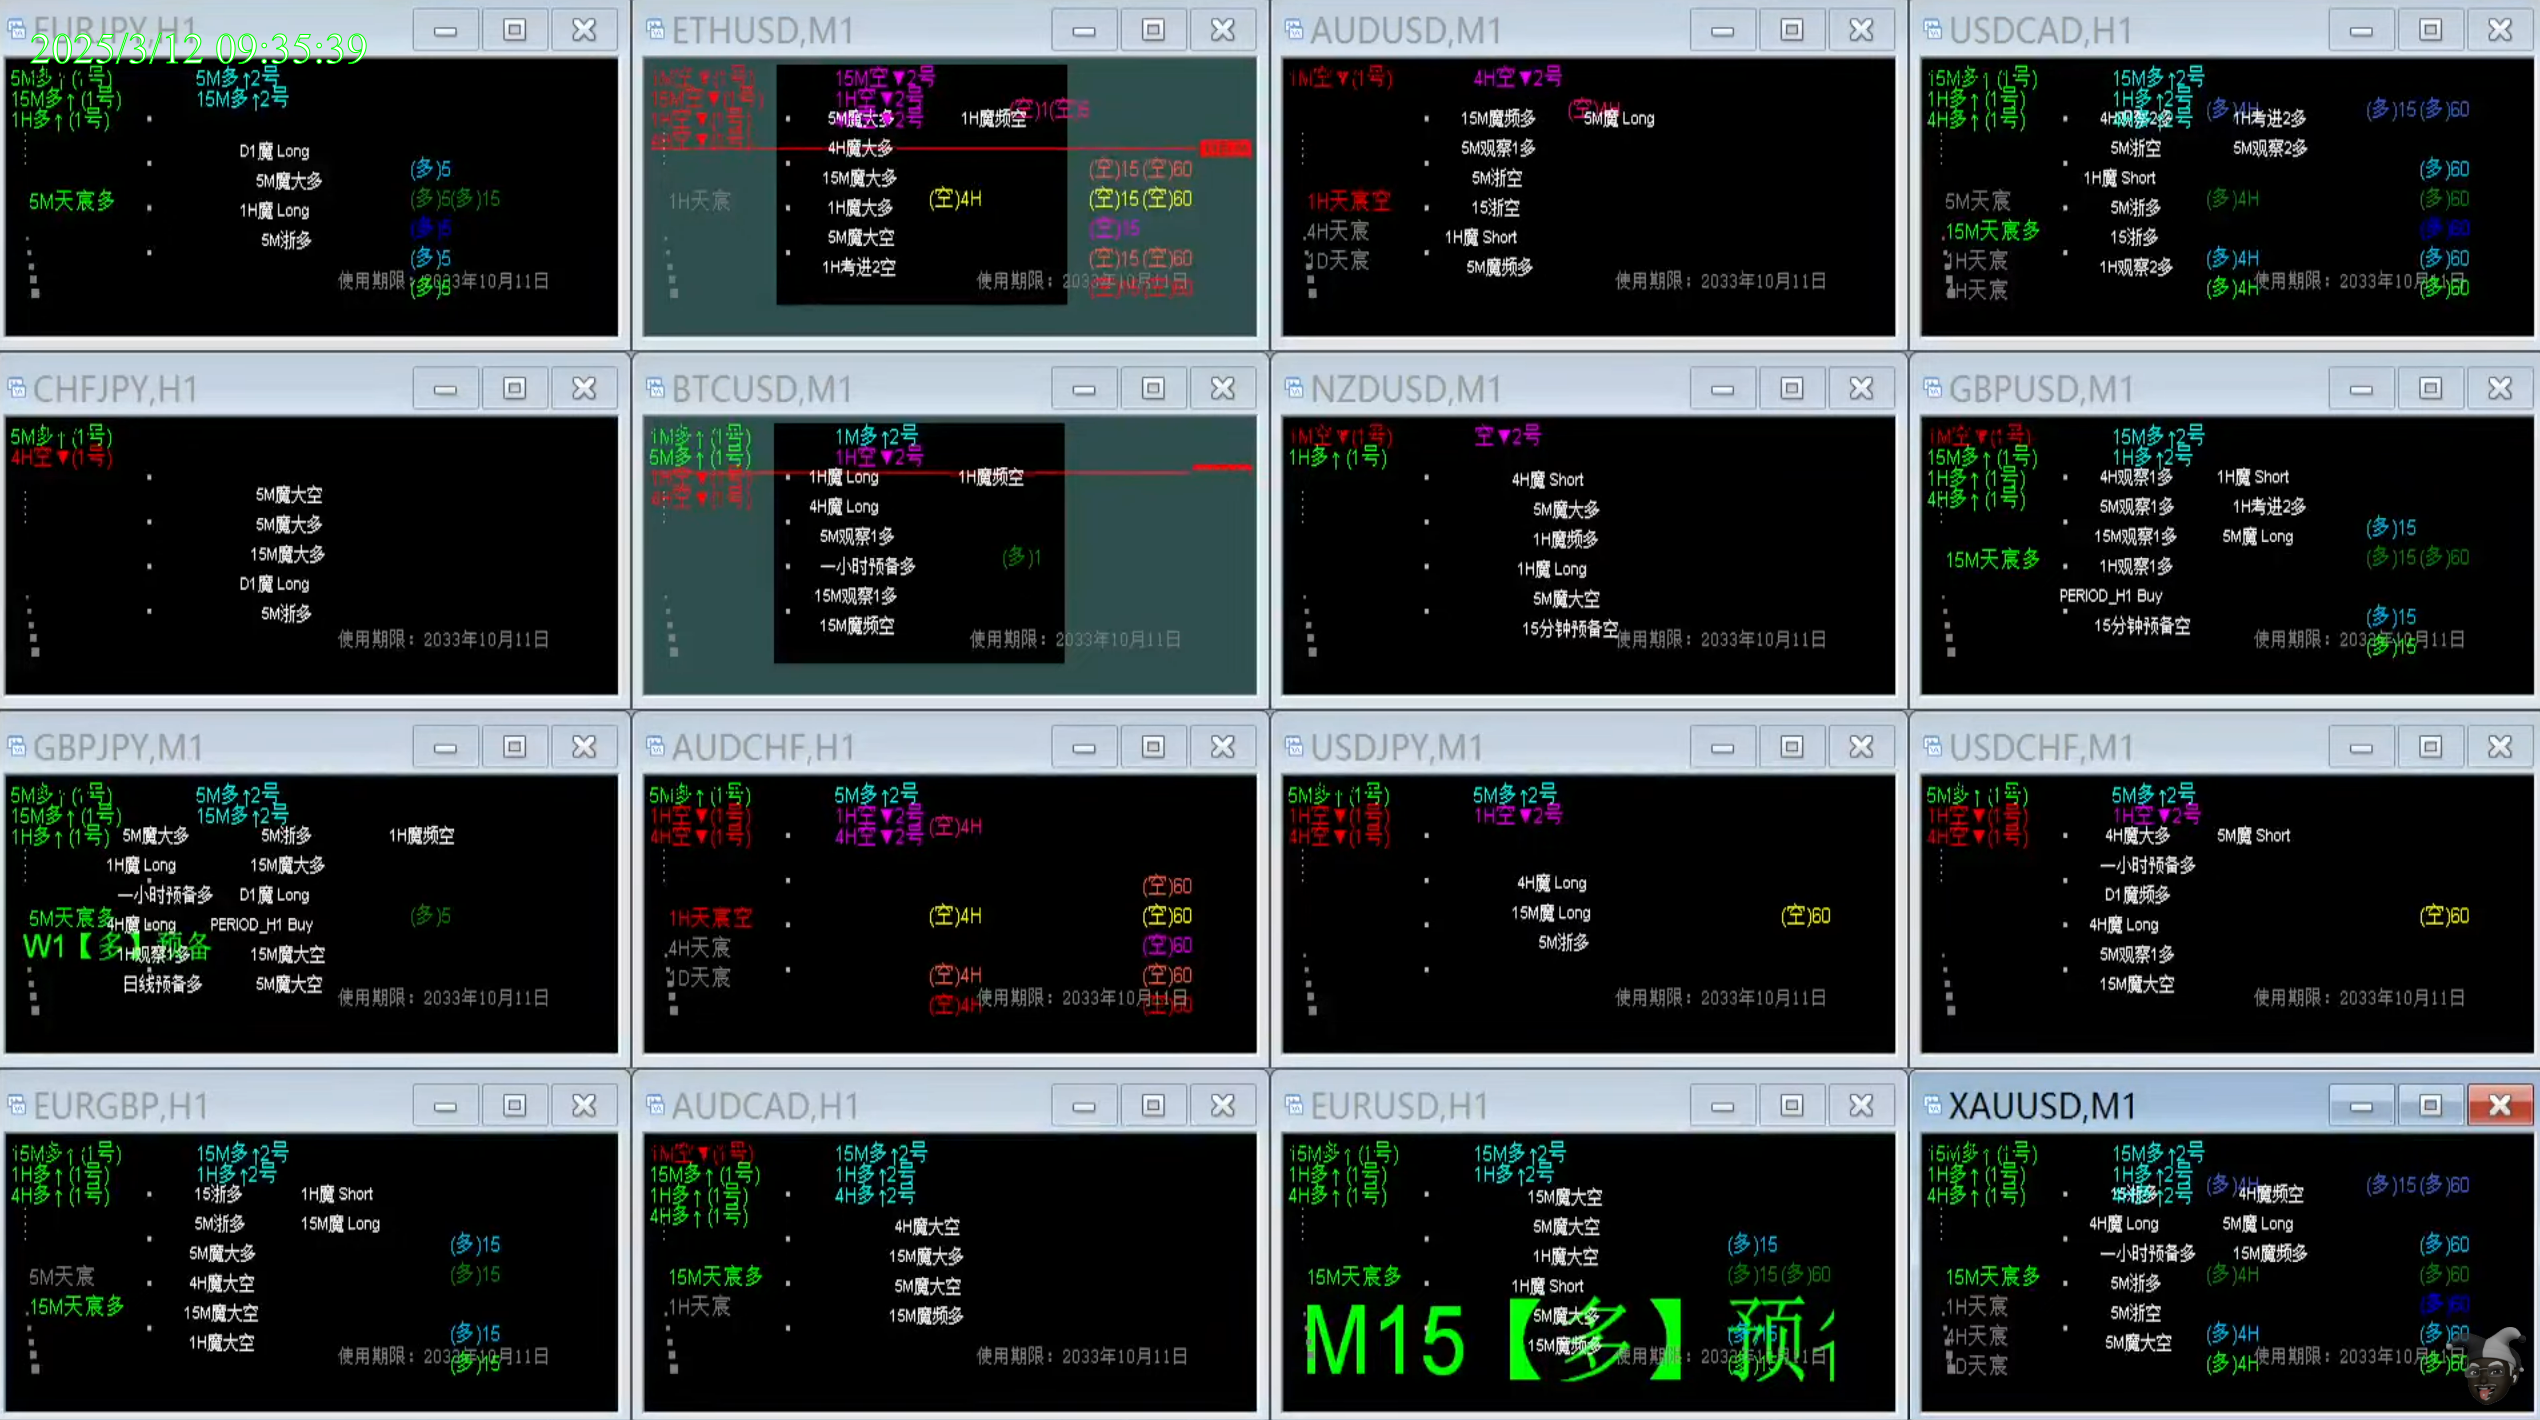 EURJPY,H1
2025/3/12 09:35:39
5M多↑(1号) 5M多↑2号
15M多↑(1号) 15M多↑2号
1H多↑(1号)
D1魔 Long
(多)5
5M魔大多
5M天宸多 (多)5(多)15
1H魔 Long
(多)5
5M浙多
(多)5
使用期限: 2033年10月11日
(多)5
ETHUSD,M1
1M空▼(1号) 15M空▼2号
15M空▼(1号) 1H空▼2号
1H空▼(1号) 5M魔大多 1H魔频空 (空)1(空)5
4H空▼(1号) 4H魔大多
(空)15(空)60
15M魔大多
1H天宸 (空)4H (空)15(空)60
1H魔大多
(空)15
5M魔大空
(空)15(空)60
1H考进2空
使用期限: 2033年10月11日
AUDUSD,M1
1M空▼(1号) 4H空▼2号
(空)4H
15M魔频多 5M魔 Long
5M观察1多
5M浙空
1H天宸空 15浙空
4H天宸 1H魔 Short
1D天宸 5M魔频多
使用期限: 2033年10月11日
USDCAD,H1
15M多↑(1号) 15M多↑2号
1H多↑(1号) 1H多↑2号 (多)4H (多)15(多)60
4H多↑(1号) 4H观察2多 1H考进2多
5M浙空 5M观察2多
(多)60
1H魔 Short
5M天宸 (多)4H (多)60
5M浙多
15M天宸多 15浙多 (多)60
1H天宸 1H观察2多 (多)4H (多)60
4H天宸 (多)4H (多)60
使用期限: 2033年10月11日
CHFJPY,H1
5M多↑(1号)
4H空▼(1号)
5M魔大空
5M魔大多
15M魔大多
D1魔 Long
5M浙多
使用期限: 2033年10月11日
BTCUSD,M1
1M多↑(1号) 1M多↑2号
5M多↑(1号) 1H空▼2号
1H空▼(1号) 1H魔 Long 1H魔频空
4H空▼(1号) 4H魔 Long
5M观察1多
(多)1
一小时预备多
15M观察1多
15M魔频空
使用期限: 2033年10月11日
NZDUSD,M1
1M空▼(1号) 空▼2号
1H多↑(1号)
4H魔 Short
5M魔大多
1H魔频多
1H魔 Long
5M魔大空
15分钟预备空
使用期限: 2033年10月11日
GBPUSD,M1
1M空▼(1号) 15M多↑2号
15M多↑(1号) 1H多↑2号
1H多↑(1号) 4H观察1多 1H魔 Short
4H多↑(1号) 5M观察1多 1H考进2多
(多)15
15M观察1多 5M魔 Long
15M天宸多 1H观察1多 (多)15(多)60
PERIOD_H1 Buy
(多)15
15分钟预备空
使用期限: 2033年10月11日
(多)15
GBPJPY,M1
5M多↑(1号) 5M多↑2号
15M多↑(1号) 15M多↑2号
1H多↑(1号) 5M魔大多 5M浙多 1H魔频空
1H魔 Long 15M魔大多
一小时预备多 D1魔 Long
5M天宸多 4H魔 Long PERIOD_H1 Buy (多)5
W1【多】预备
1H观察1多 15M魔大空
日线预备多 5M魔大空
使用期限: 2033年10月11日
AUDCHF,H1
5M多↑(1号) 5M多↑2号
1H空▼(1号) 1H空▼2号
4H空▼(1号) 4H空▼2号 (空)4H
(空)60
1H天宸空 (空)4H (空)60
4H天宸 (空)60
1D天宸 (空)4H (空)60
(空)4H (空)60
使用期限: 2033年10月11日
USDJPY,M1
5M多↑(1号) 5M多↑2号
1H空▼(1号) 1H空▼2号
4H空▼(1号)
4H魔 Long
15M魔 Long (空)60
5M浙多
使用期限: 2033年10月11日
USDCHF,M1
5M多↑(1号) 5M多↑2号
1H空▼(1号) 1H空▼2号
4H空▼(1号) 4H魔大多 5M魔 Short
一小时预备多
D1魔频多
4H魔 Long (空)60
5M观察1多
15M魔大空
使用期限: 2033年10月11日
EURGBP,H1
15M多↑(1号) 15M多↑2号
1H多↑(1号) 1H多↑2号
4H多↑(1号) 15浙多 1H魔 Short
5M浙多 15M魔 Long
5M魔大多 (多)15
5M天宸 4H魔大空 (多)15
15M天宸多 15M魔大空
1H魔大空 (多)15
使用期限: 2033年10月11日
(多)15
AUDCAD,H1
1M空▼(1号) 15M多↑2号
15M多↑(1号) 1H多↑2号
1H多↑(1号) 4H多↑2号
4H多↑(1号) 4H魔大空
15M魔大多
15M天宸多 5M魔大空
1H天宸 15M魔频多
使用期限: 2033年10月11日
EURUSD,H1
15M多↑(1号) 15M多↑2号
1H多↑(1号) 1H多↑2号
4H多↑(1号) 15M魔大空
5M魔大空
(多)15
1H魔大空
15M天宸多 (多)15(多)60
1H魔 Short
5M魔大多
M15【多】预
15M魔频多
使用期限: 2033年10月11日
XAUUSD,M1
15M多↑(1号) 15M多↑2号
1H多↑(1号) 1H多↑2号 (多)4H (多)15(多)60
4H多↑(1号) 15浙多 4H魔频空
4H魔 Long 5M魔 Long
(多)60
一小时预备多 15M魔频多
15M天宸多 5M浙多 (多)4H (多)60
1H天宸 5M浙空 (多)60
4H天宸 5M魔大空 (多)4H (多)60
1D天宸 (多)4H (多)60
使用期限: 2033年10月11日